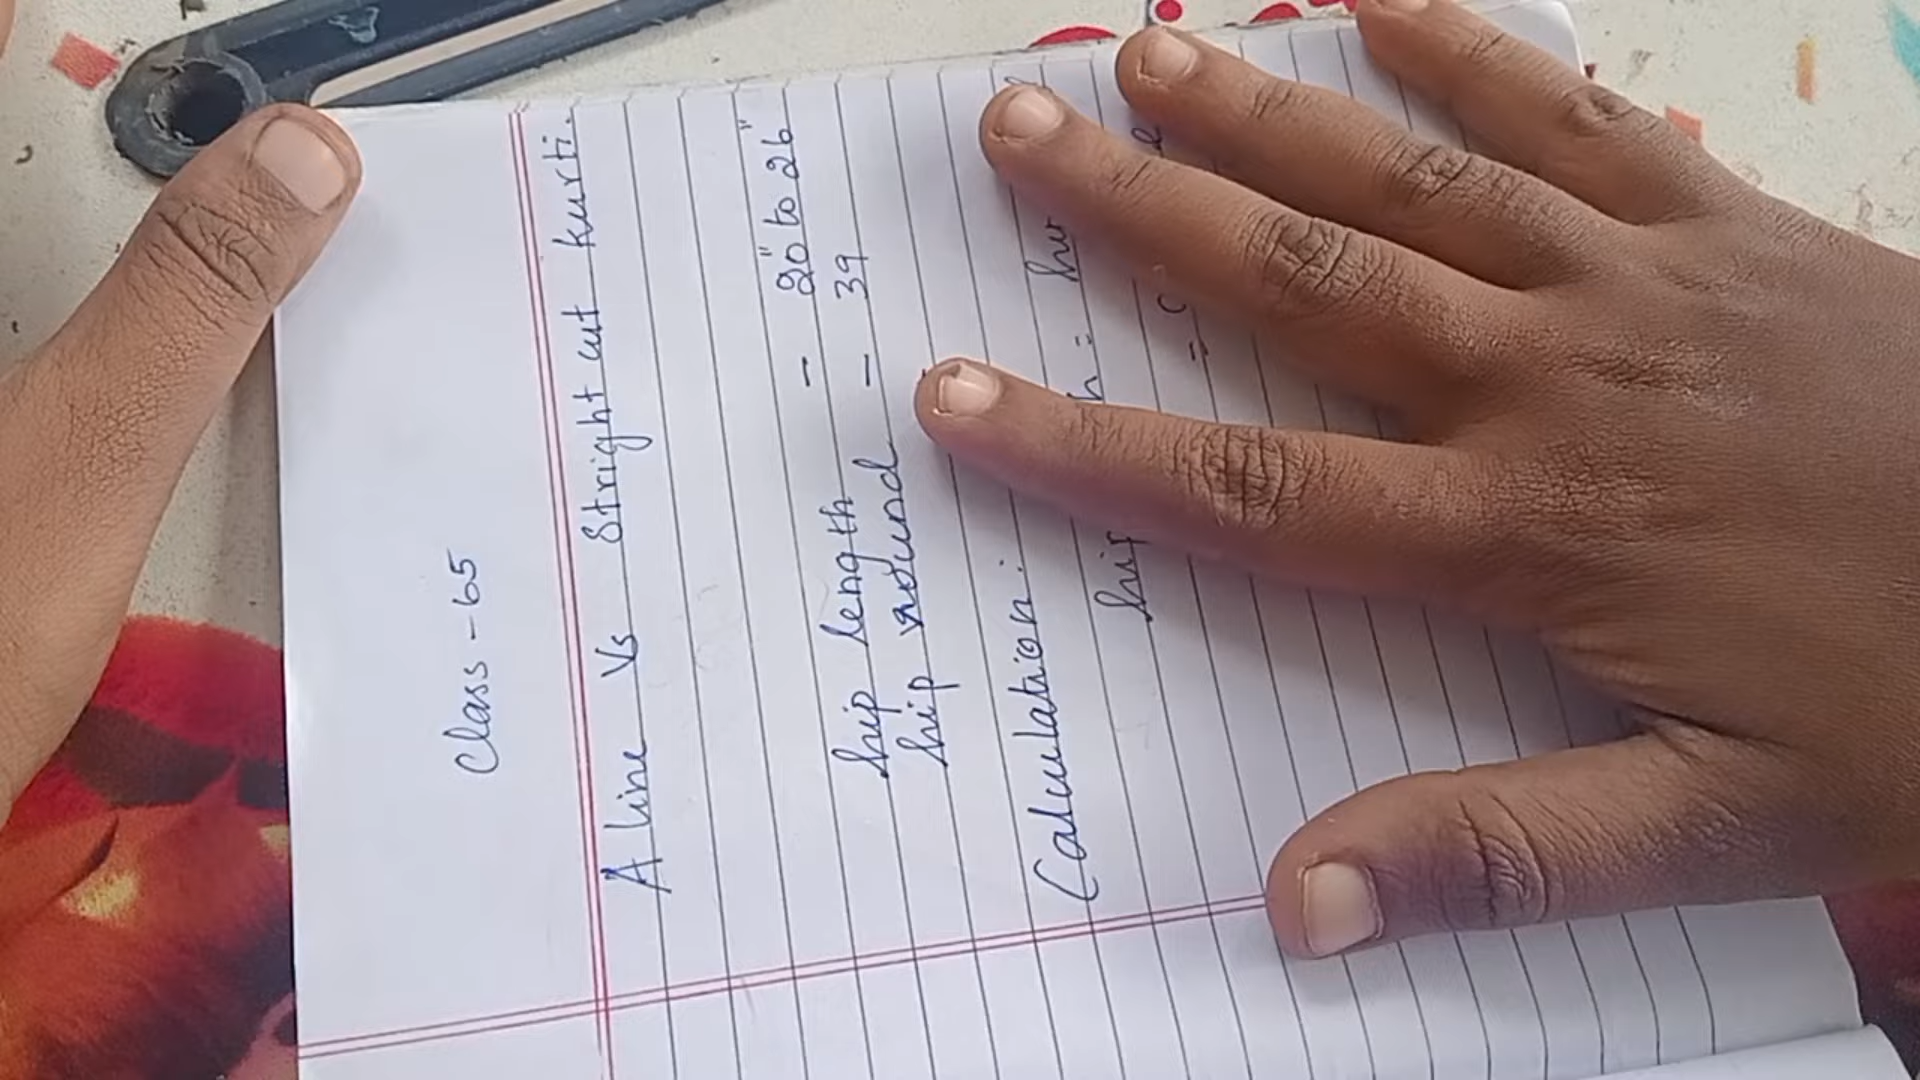 Class - 65
A line Vs Stright cut kurti.
hip length - 20" to 26"
hip round - 39
Calculation: